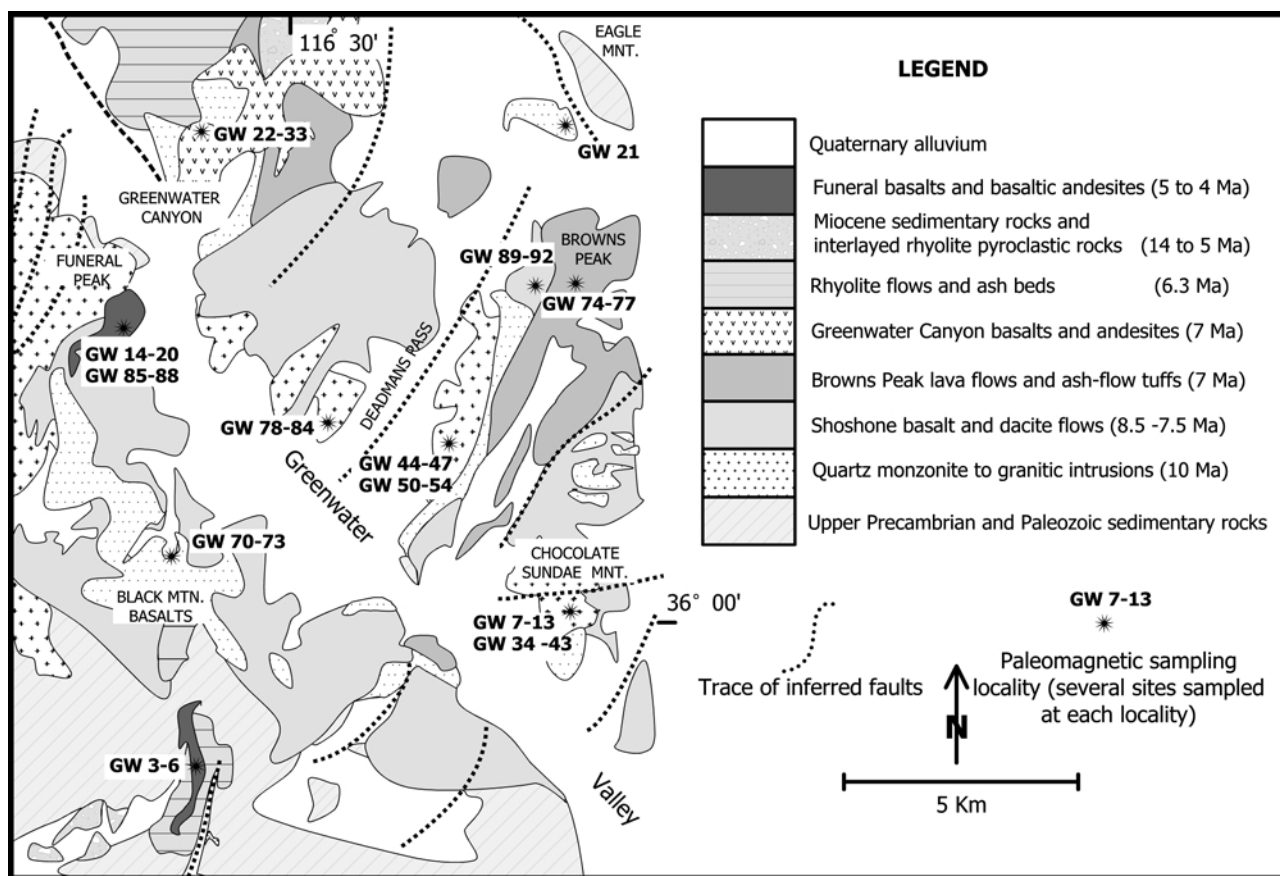 116° 30'
EAGLE
MNT.
GW 22-33
GW 21
GREENWATER
CANYON
FUNERAL
PEAK
GW 89-92
BROWNS
PEAK
GW 74-77
GW 14-20
GW 85-88
DEADMANS PASS
GW 78-84
Greenwater
GW 44-47
GW 50-54
GW 70-73
CHOCOLATE
SUNDAE MNT.
BLACK MTN.
BASALTS
36° 00'
GW 7-13
GW 34 -43
GW 3-6
Valley
LEGEND
Quaternary alluvium
Funeral basalts and basaltic andesites (5 to 4 Ma)
Miocene sedimentary rocks and
interlayed rhyolite pyroclastic rocks (14 to 5 Ma)
Rhyolite flows and ash beds (6.3 Ma)
Greenwater Canyon basalts and andesites (7 Ma)
Browns Peak lava flows and ash-flow tuffs (7 Ma)
Shoshone basalt and dacite flows (8.5 -7.5 Ma)
Quartz monzonite to granitic intrusions (10 Ma)
Upper Precambrian and Paleozoic sedimentary rocks
Trace of inferred faults
N
GW 7-13
Paleomagnetic sampling
locality (several sites sampled
at each locality)
5 Km